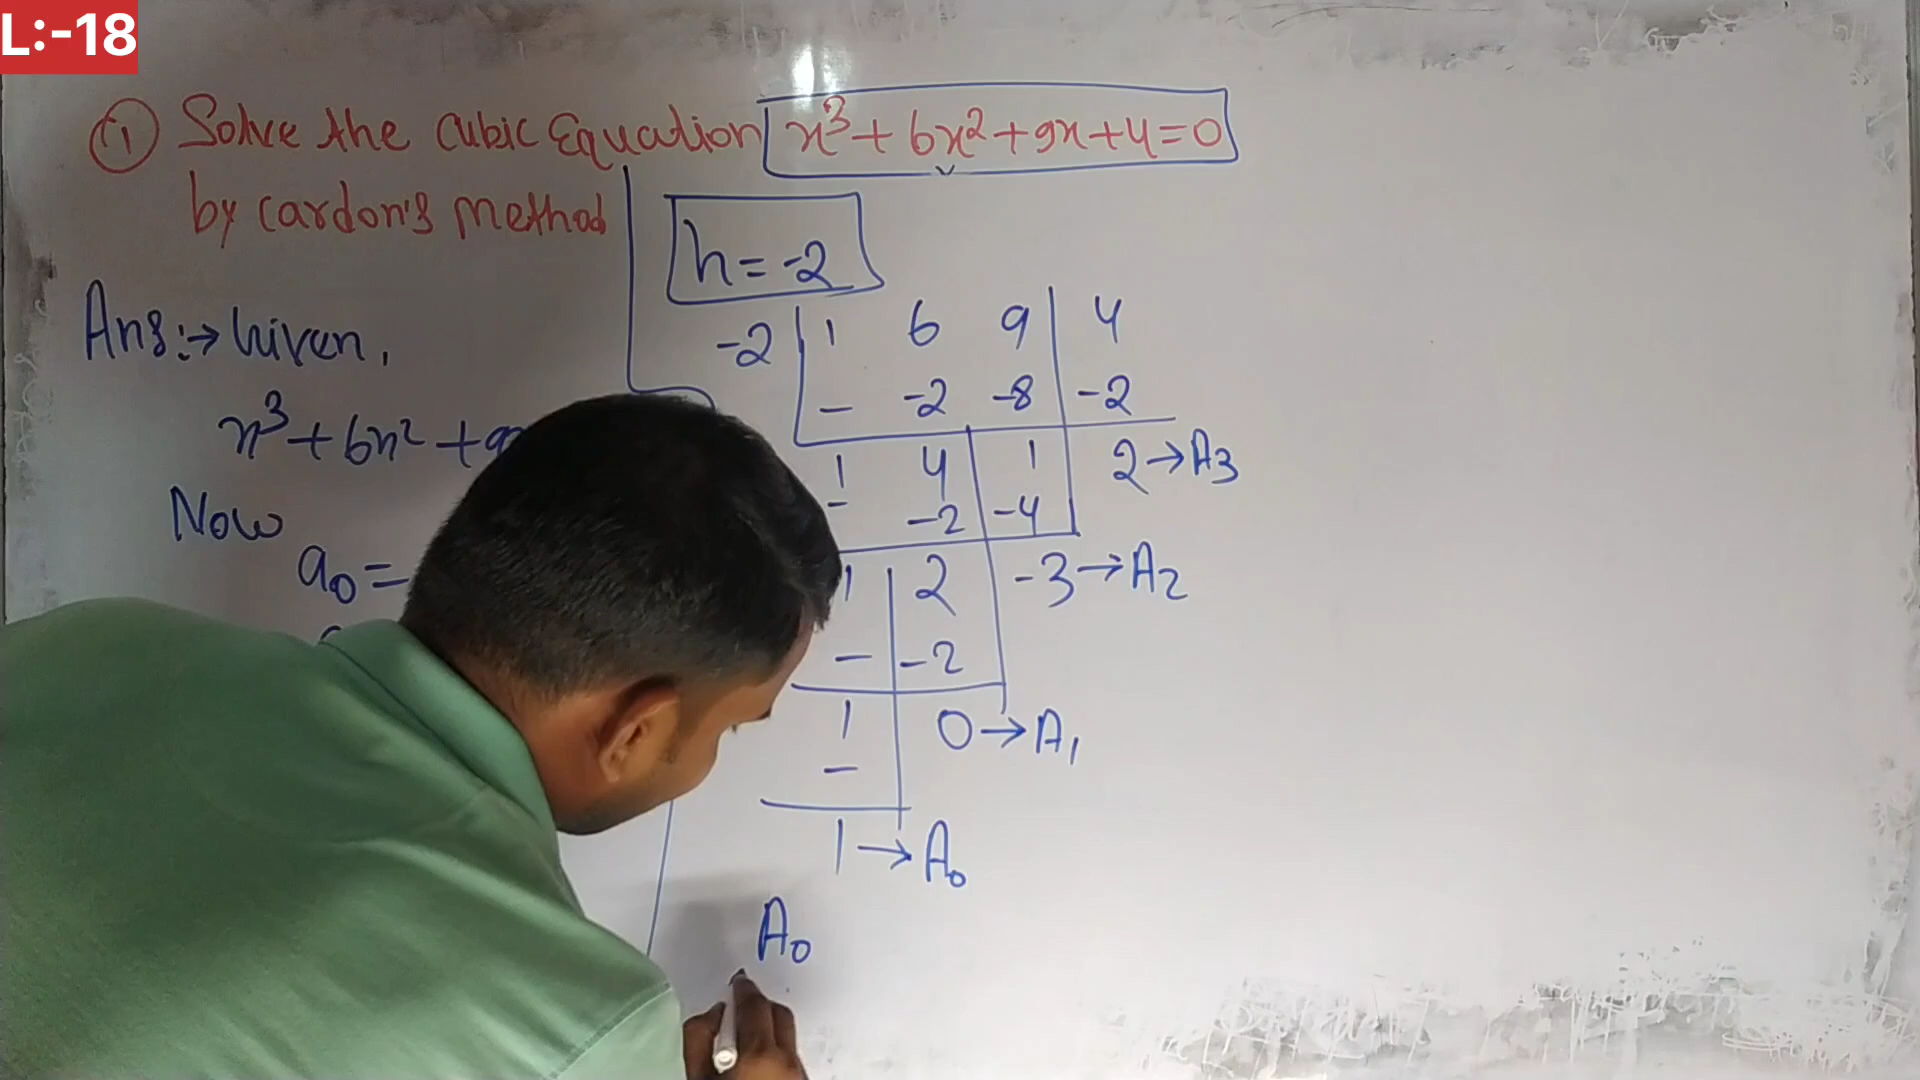 L:-18
① Solve the Cubic Equation x³+6x²+9x+4=0
by Cardon's Method
h=-2
Ans:→ Given,
x³+6x²+9x
Now
a₀=
-2 1 6 9 4
- -2 -8 -2
1 4 1 2→A₃
- -2 -4
1 2 -3→A₂
- -2
1 0→A₁
-
1→A₀
A₀